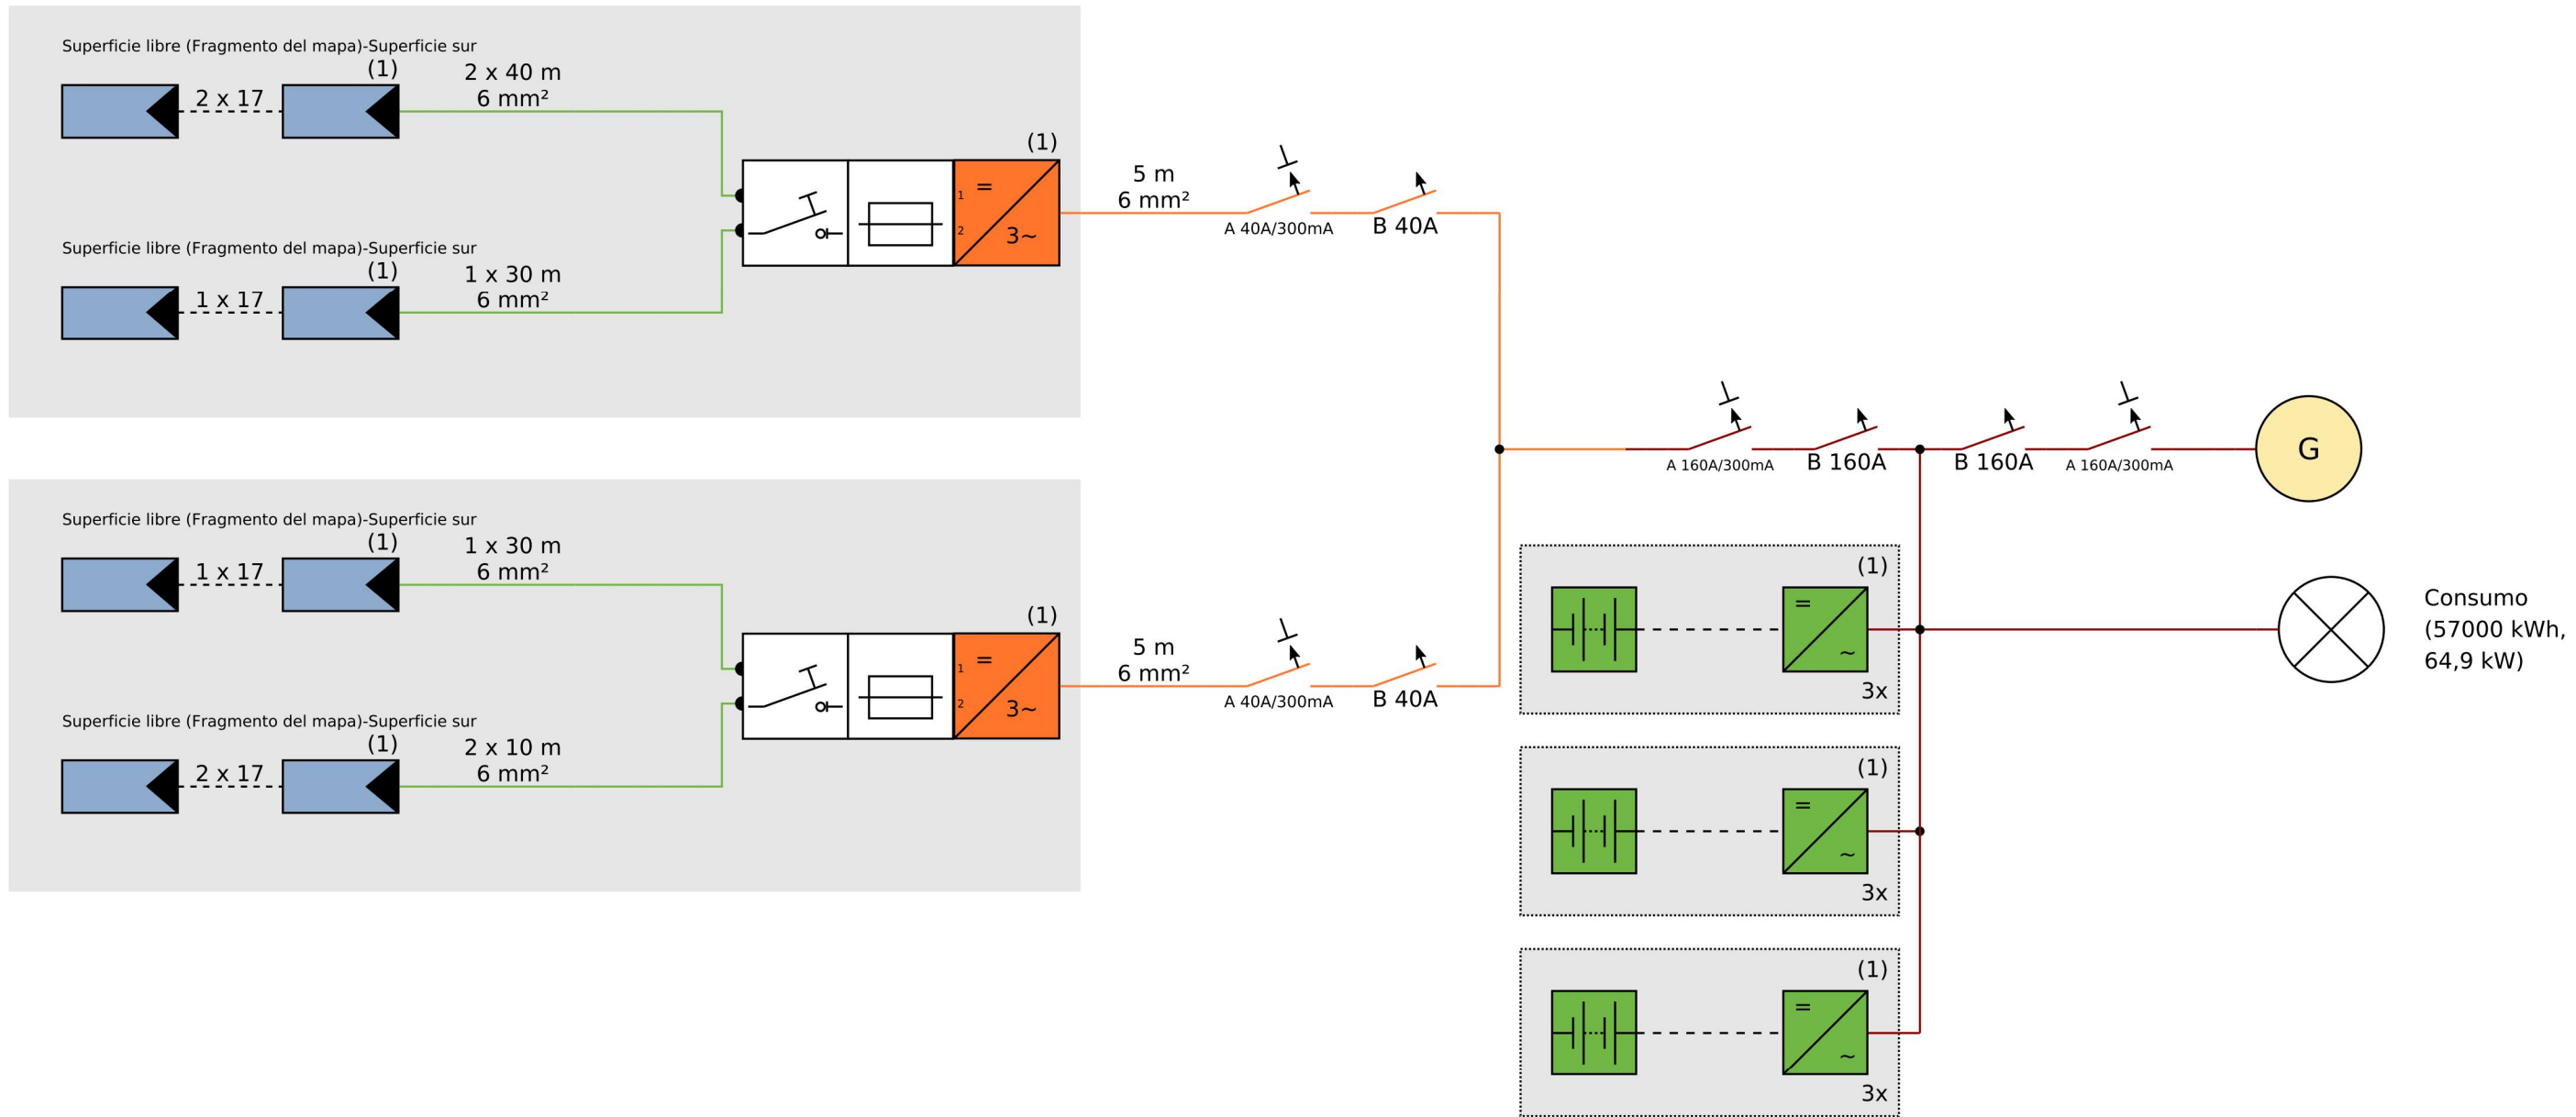 Superficie libre (Fragmento del mapa)-Superficie sur
(1)
2 x 17
2 x 40 m
6 mm²
Superficie libre (Fragmento del mapa)-Superficie sur
(1)
1 x 17
1 x 30 m
6 mm²
(1)
1
2
=
3~
5 m
6 mm²
A 40A/300mA
B 40A
Superficie libre (Fragmento del mapa)-Superficie sur
(1)
1 x 17
1 x 30 m
6 mm²
Superficie libre (Fragmento del mapa)-Superficie sur
(1)
2 x 17
2 x 10 m
6 mm²
(1)
1
2
=
3~
5 m
6 mm²
A 40A/300mA
B 40A
A 160A/300mA
B 160A
B 160A
A 160A/300mA
G
(1)
=
~
3x
Consumo
(57000 kWh,
64,9 kW)
(1)
=
~
3x
(1)
=
~
3x